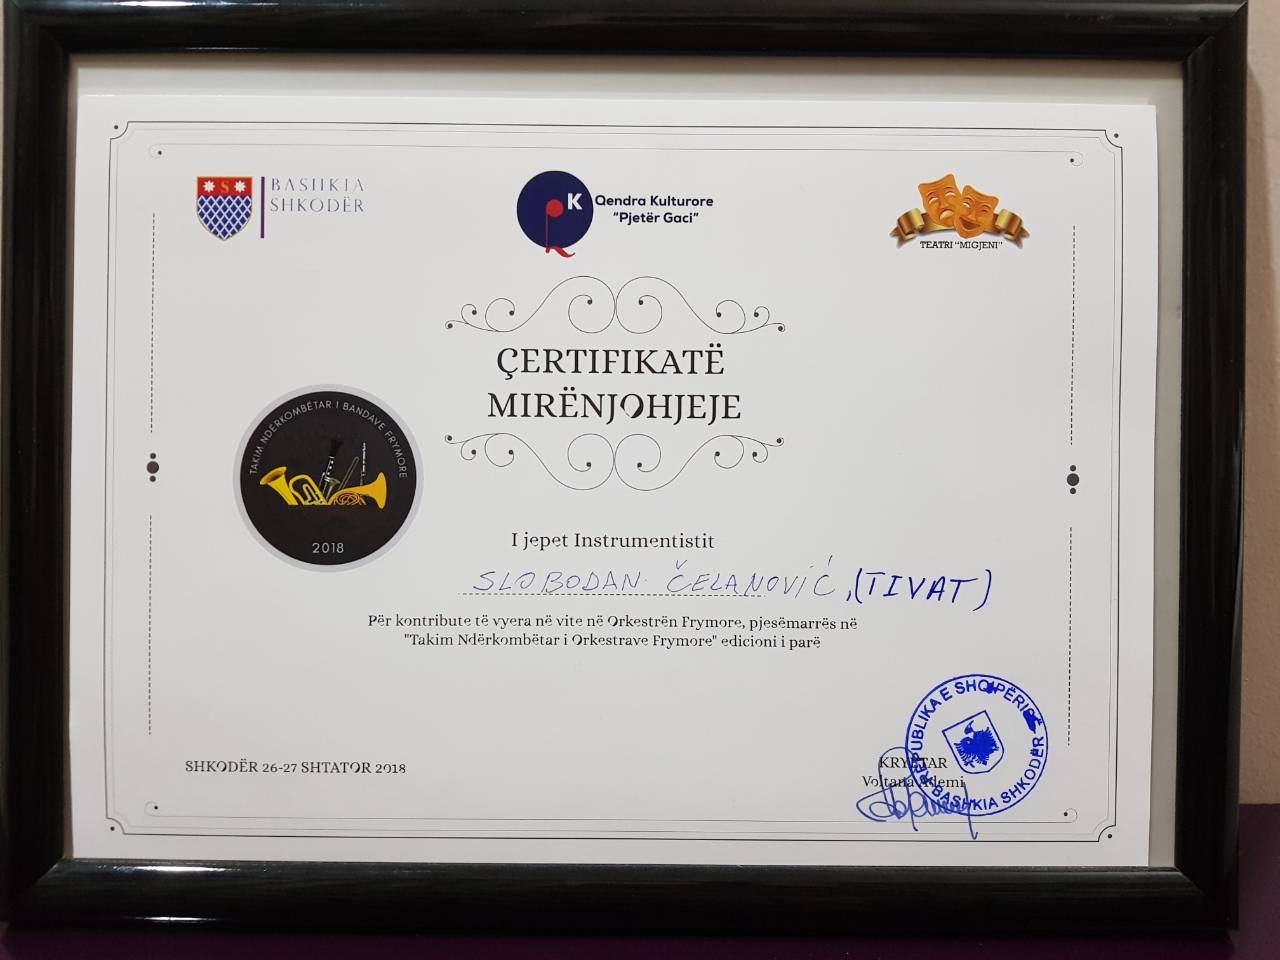 BASHKIA
SHKODËR
K
Qendra Kulturore
"Pjetër Gaci"
TEATRI "MIGJENI"
ÇERTIFIKATË
MIRËNJOHJEJE
TAKIM NDËRKOMBËTAR I BANDAVE FRYMORE
2018
I jepet Instrumentistit
SLOBODAN ČELANOVIĆ, (TIVAT)
Për kontribute të vyera në vite në Orkestrën Frymore, pjesëmarrës në
"Takim Ndërkombëtar i Orkestrave Frymore" edicioni i parë
SHKODËR 26-27 SHTATOR 2018
KRYETAR
Voltana Ademi
REPUBLIKA E SHQIPËRISË
BASHKIA SHKODËR